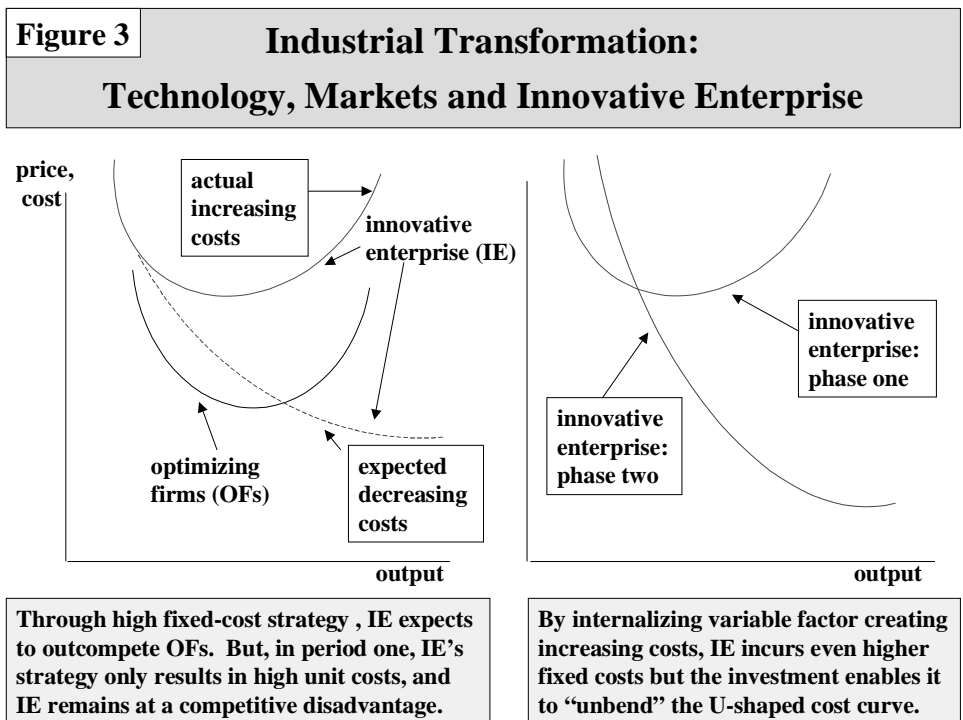 Figure 3
Industrial Transformation:
Technology, Markets and Innovative Enterprise
price,
cost
actual
increasing
costs
innovative
enterprise (IE)
optimizing
firms (OFs)
expected
decreasing
costs
output
innovative
enterprise:
phase one
innovative
enterprise:
phase two
output
Through high fixed-cost strategy , IE expects
to outcompete OFs. But, in period one, IE’s
strategy only results in high unit costs, and
IE remains at a competitive disadvantage.
By internalizing variable factor creating
increasing costs, IE incurs even higher
fixed costs but the investment enables it
to “unbend” the U-shaped cost curve.